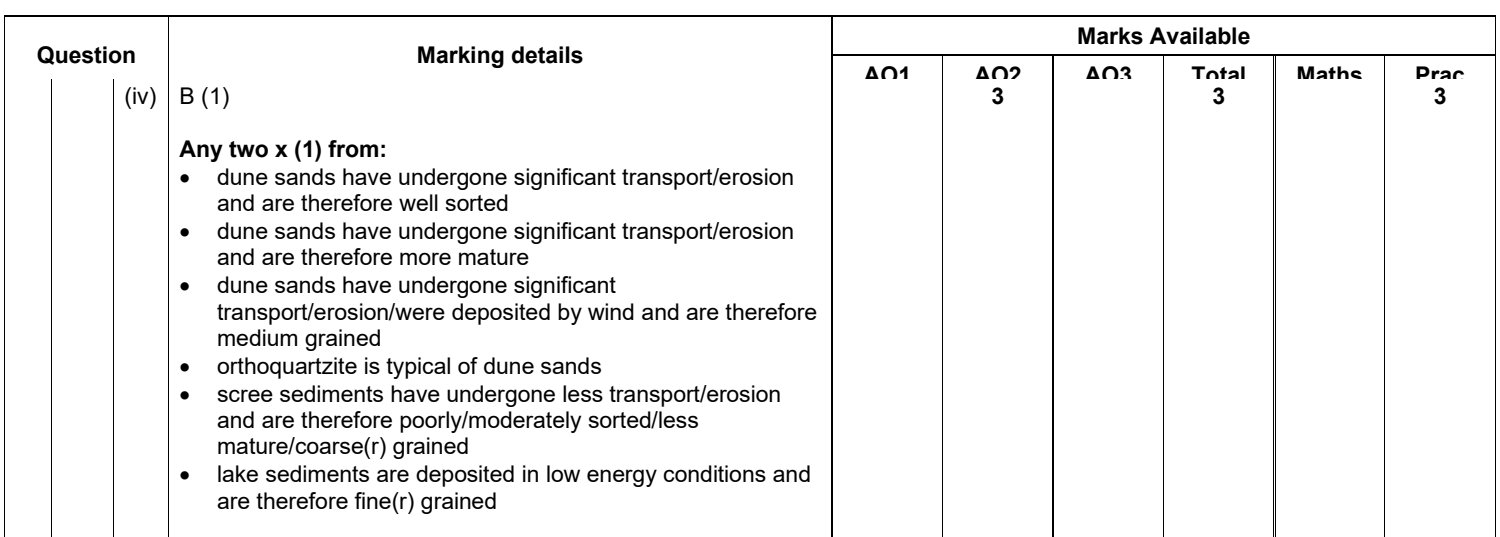 Question
Marking details
Marks Available
AO1 AO2 AO3 Total Maths Prac
(iv) B (1) 3 3 3
Any two x (1) from:
• dune sands have undergone significant transport/erosion
and are therefore well sorted
• dune sands have undergone significant transport/erosion
and are therefore more mature
• dune sands have undergone significant
transport/erosion/were deposited by wind and are therefore
medium grained
• orthoquartzite is typical of dune sands
• scree sediments have undergone less transport/erosion
and are therefore poorly/moderately sorted/less
mature/coarse(r) grained
• lake sediments are deposited in low energy conditions and
are therefore fine(r) grained